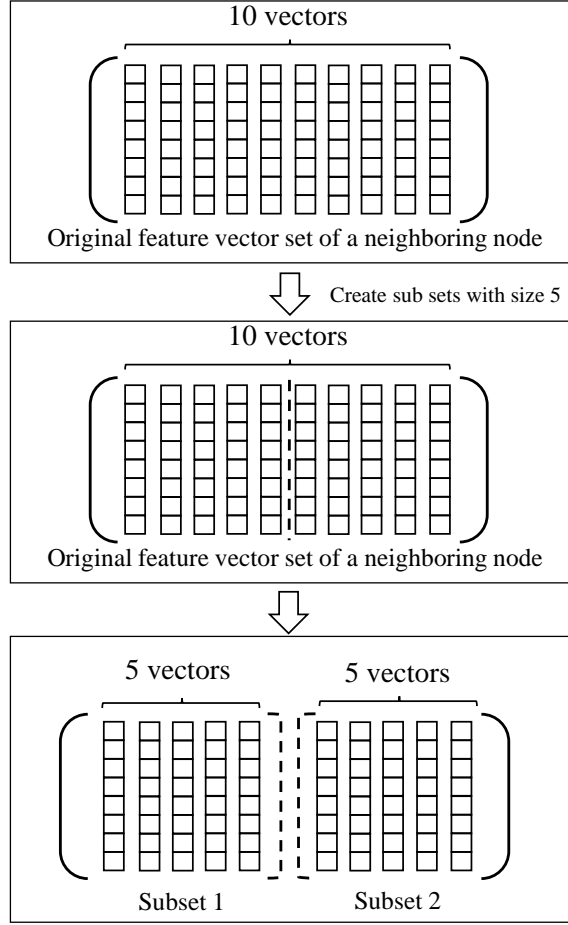 10 vectors
Original feature vector set of a neighboring node
Create sub sets with size 5
10 vectors
Original feature vector set of a neighboring node
5 vectors
5 vectors
Subset 1
Subset 2